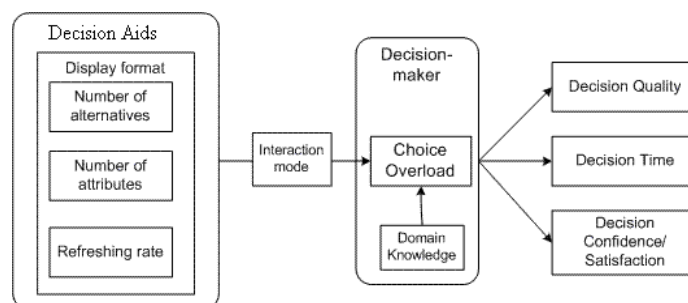 Decision Aids
Display format
Number of
alternatives
Number of
attributes
Refreshing rate
Interaction
mode
Decision-
maker
Choice
Overload
Domain
Knowledge
Decision Quality
Decision Time
Decision
Confidence/
Satisfaction